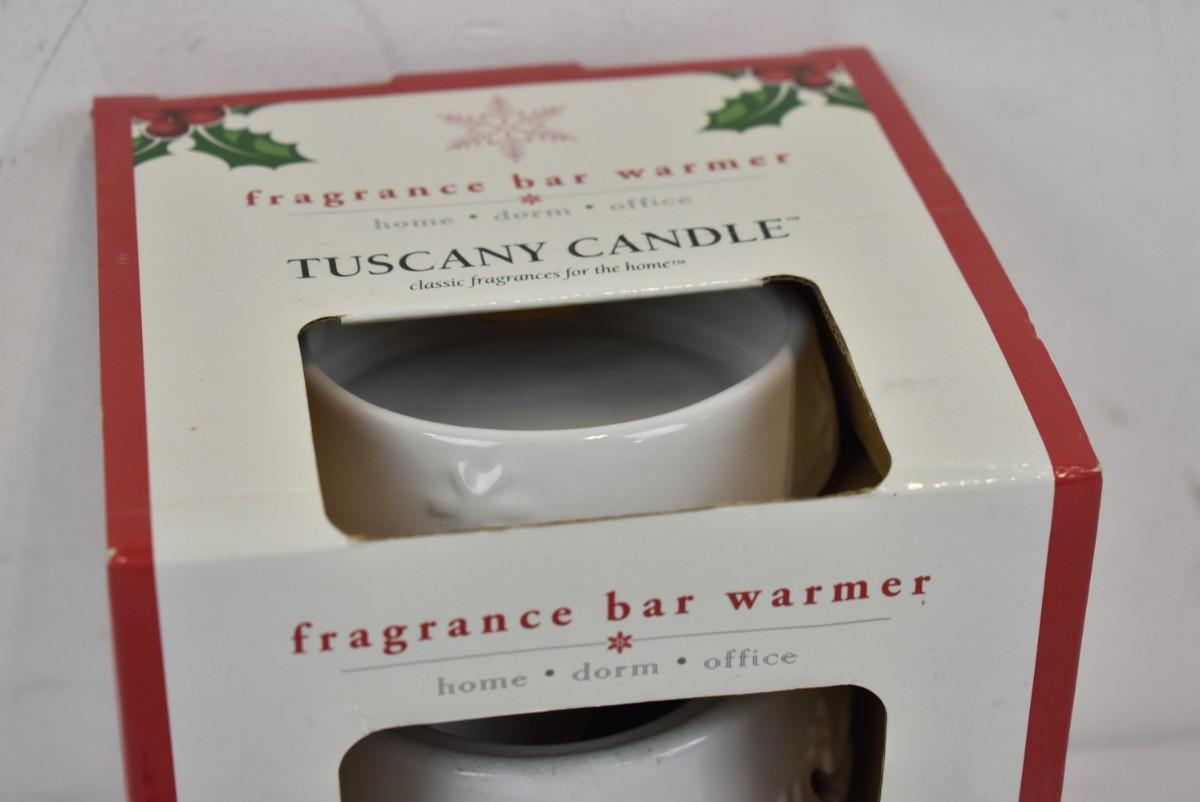 fragrance bar warmer
home • dorm • office
TUSCANY CANDLE™
classic fragrances for the home™
fragrance bar warmer
home • dorm • office